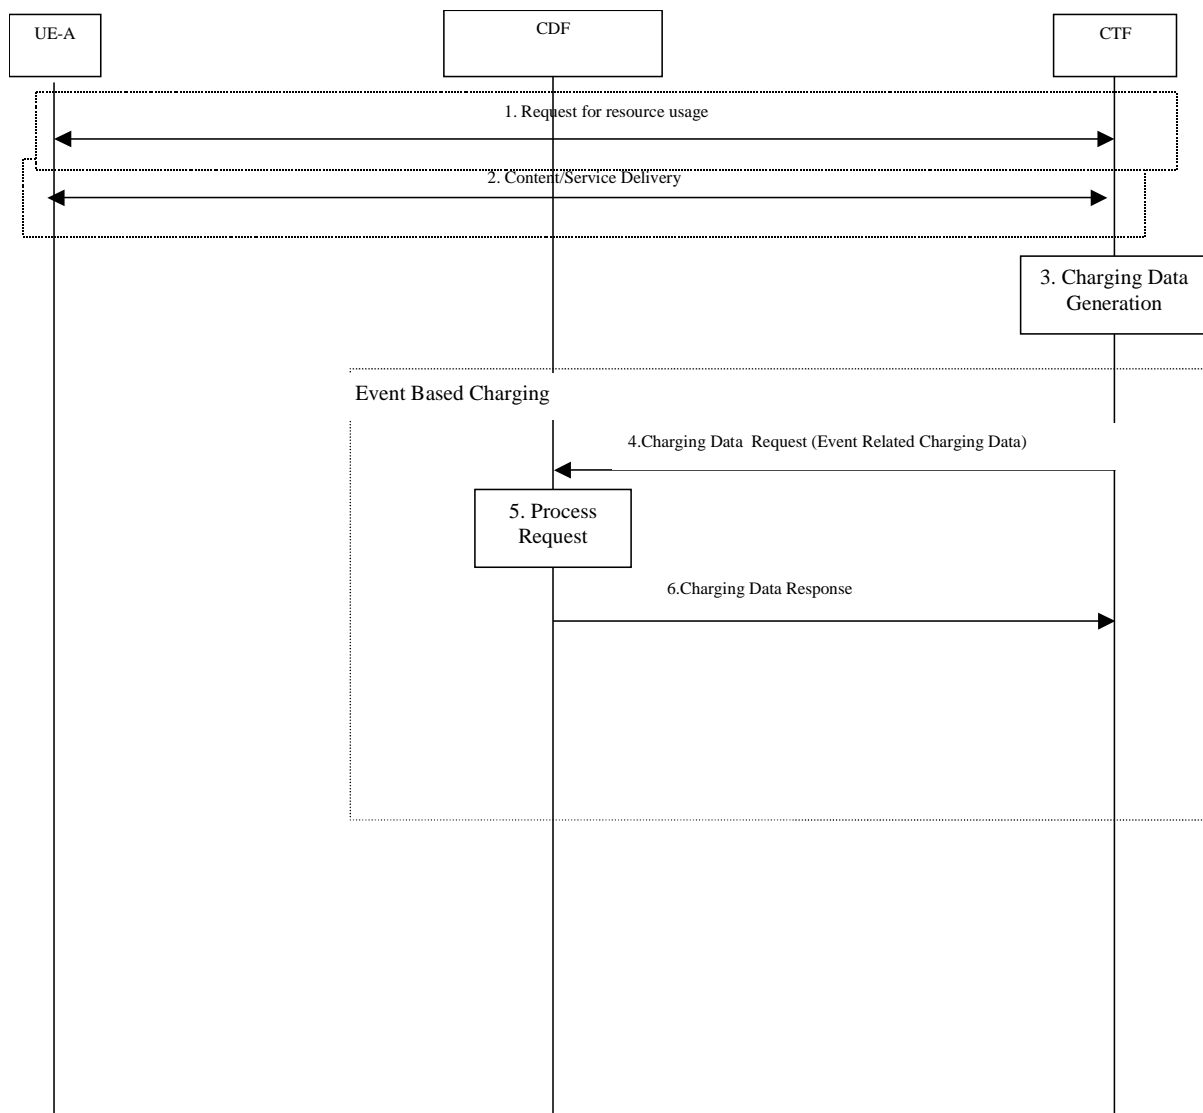 UE-A
CDF
CTF
1. Request for resource usage
2. Content/Service Delivery
3. Charging Data
Generation
Event Based Charging
4.Charging Data  Request (Event Related Charging Data)
5. Process
Request
6.Charging Data Response